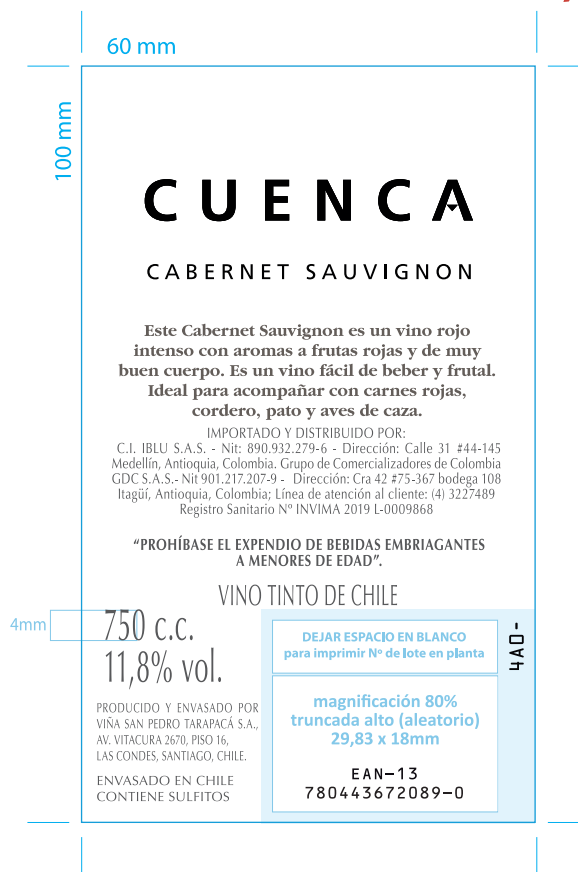 60 mm
100 mm
CUENCA
CABERNET SAUVIGNON
Este Cabernet Sauvignon es un vino rojo
intenso con aromas a frutas rojas y de muy
buen cuerpo. Es un vino fácil de beber y frutal.
Ideal para acompañar con carnes rojas,
cordero, pato y aves de caza.
IMPORTADO Y DISTRIBUIDO POR:
C.I. IBLU S.A.S. - Nit: 890.932.279-6 - Dirección: Calle 31 #44-145
Medellín, Antioquia, Colombia. Grupo de Comercializadores de Colombia
GDC S.A.S.- Nit 901.217.207-9 - Dirección: Cra 42 #75-367 bodega 108
Itagüí, Antioquia, Colombia; Línea de atención al cliente: (4) 3227489
Registro Sanitario Nº INVIMA 2019 L-0009868
“PROHÍBASE EL EXPENDIO DE BEBIDAS EMBRIAGANTES
A MENORES DE EDAD”.
VINO TINTO DE CHILE
4mm
750 c.c.
11,8% vol.
PRODUCIDO Y ENVASADO POR
VIÑA SAN PEDRO TARAPACÁ S.A.,
AV. VITACURA 2670, PISO 16,
LAS CONDES, SANTIAGO, CHILE.
ENVASADO EN CHILE
CONTIENE SULFITOS
DEJAR ESPACIO EN BLANCO
para imprimir Nº de lote en planta
4AO-
magnificación 80%
truncada alto (aleatorio)
29,83 x 18mm
EAN-13
780443672089-0